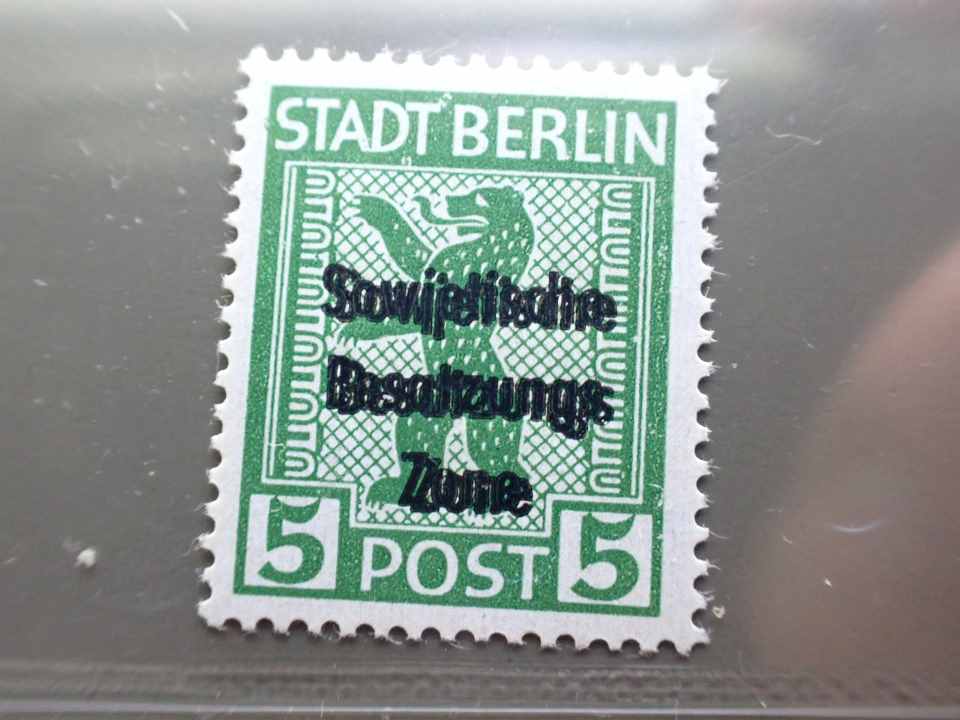 STADT BERLIN
Sowjetische
Besatzungs
Zone
5 POST 5